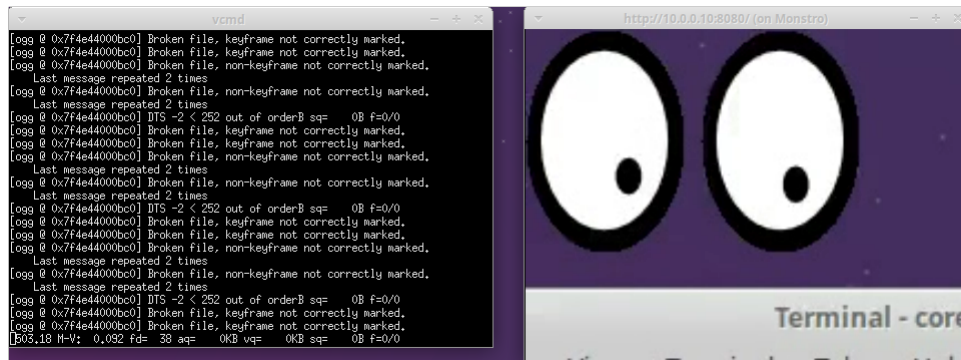 vcmd
[ogg @ 0x7f4e44000bc0] Broken file, keyframe not correctly marked.
[ogg @ 0x7f4e44000bc0] Broken file, keyframe not correctly marked.
[ogg @ 0x7f4e44000bc0] Broken file, non-keyframe not correctly marked.
Last message repeated 2 times
[ogg @ 0x7f4e44000bc0] Broken file, non-keyframe not correctly marked.
Last message repeated 2 times
[ogg @ 0x7f4e44000bc0] DTS -2 < 252 out of orderB sq= 0B f=0/0
[ogg @ 0x7f4e44000bc0] Broken file, keyframe not correctly marked.
[ogg @ 0x7f4e44000bc0] Broken file, keyframe not correctly marked.
[ogg @ 0x7f4e44000bc0] Broken file, non-keyframe not correctly marked.
Last message repeated 2 times
[ogg @ 0x7f4e44000bc0] Broken file, non-keyframe not correctly marked.
Last message repeated 2 times
[ogg @ 0x7f4e44000bc0] DTS -2 < 252 out of orderB sq= 0B f=0/0
[ogg @ 0x7f4e44000bc0] Broken file, keyframe not correctly marked.
[ogg @ 0x7f4e44000bc0] Broken file, keyframe not correctly marked.
[ogg @ 0x7f4e44000bc0] Broken file, non-keyframe not correctly marked.
Last message repeated 2 times
[ogg @ 0x7f4e44000bc0] Broken file, non-keyframe not correctly marked.
Last message repeated 2 times
[ogg @ 0x7f4e44000bc0] DTS -2 < 252 out of orderB sq= 0B f=0/0
[ogg @ 0x7f4e44000bc0] Broken file, keyframe not correctly marked.
503.18 M-V: 0.092 fd= 38 aq= 0KB vq= 0KB sq= 0B f=0/0
http://10.0.0.10:8080/ (on Monstro)
Terminal - core